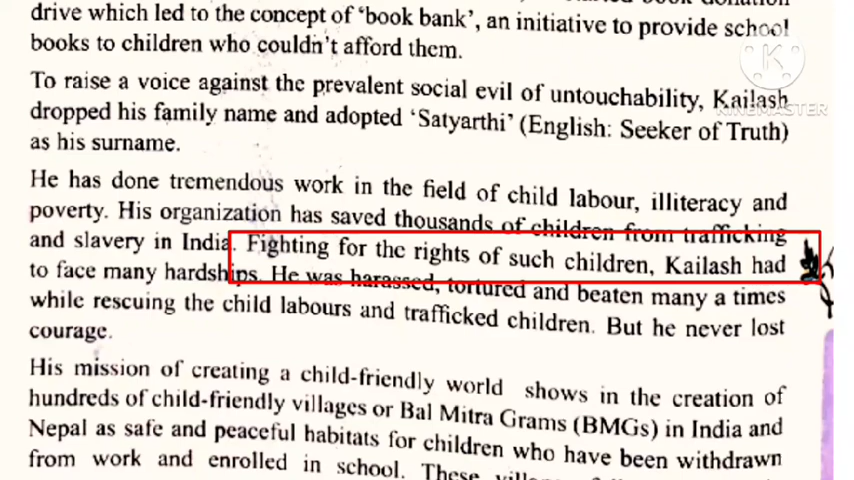 drive which led to the concept of 'book bank', an initiative to provide school
books to children who couldn't afford them.
To raise a voice against the prevalent social evil of untouchability, Kailash
dropped his family name and adopted 'Satyarthi' (English: Seeker of Truth)
as his surname.
He has done tremendous work in the field of child labour, illiteracy and
poverty. His organization has saved thousands of children from trafficking
and slavery in India. Fighting for the rights of such children, Kailash had
to face many hardships. He was harassed, tortured and beaten many a times
while rescuing the child labours and trafficked children. But he never lost
courage.
His mission of creating a child-friendly world shows in the creation of
hundreds of child-friendly villages or Bal Mitra Grams (BMGs) in India and
Nepal as safe and peaceful habitats for children who have been withdrawn
from work and enrolled in school. These
K
KINEMASTER